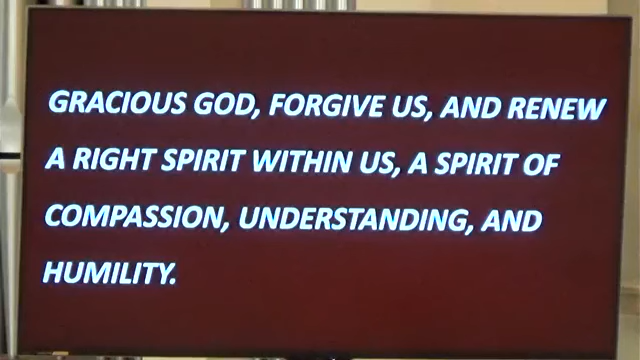 GRACIOUS GOD, FORGIVE US, AND RENEW
A RIGHT SPIRIT WITHIN US, A SPIRIT OF
COMPASSION, UNDERSTANDING, AND
HUMILITY.